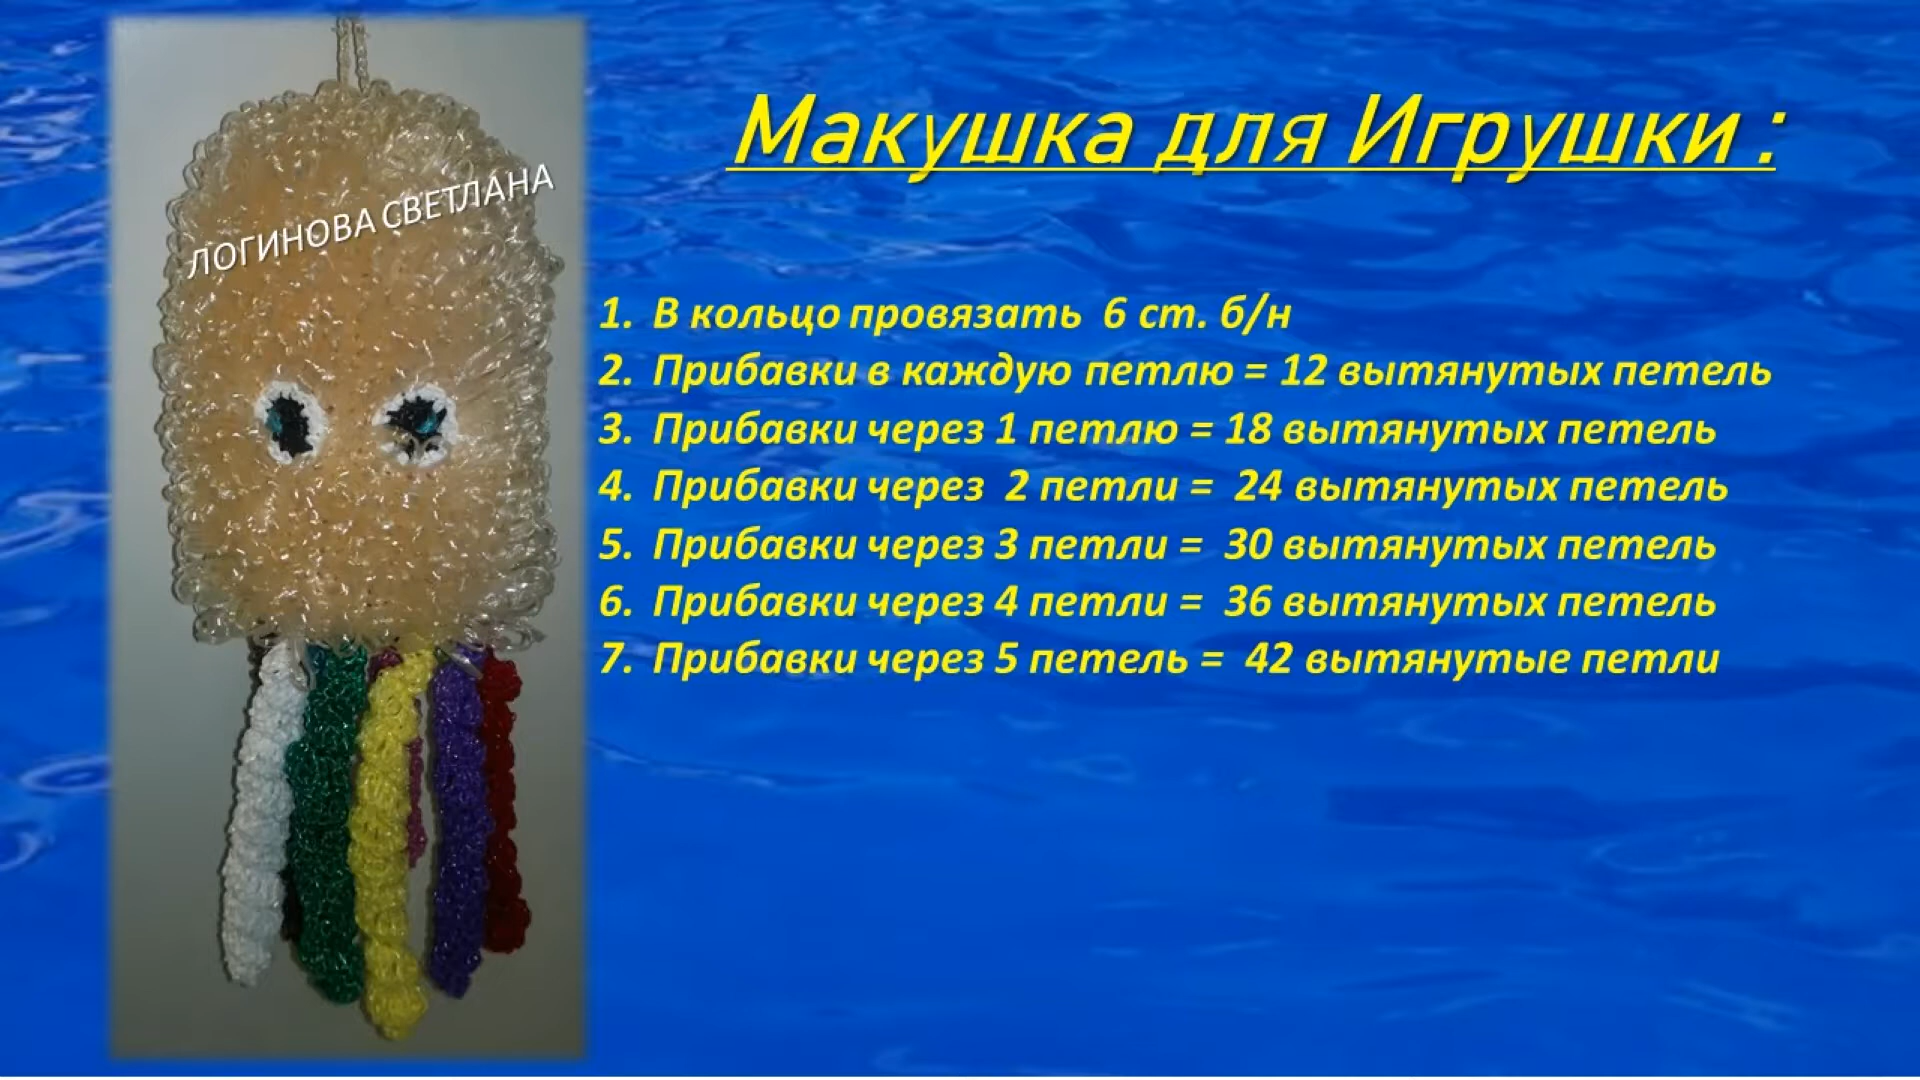 Макушка для Игрушки :
ЛОГИНОВА СВЕТЛАНА
1. В кольцо провязать 6 ст. б/н
2. Прибавки в каждую петлю = 12 вытянутых петель
3. Прибавки через 1 петлю = 18 вытянутых петель
4. Прибавки через 2 петли = 24 вытянутых петель
5. Прибавки через 3 петли = 30 вытянутых петель
6. Прибавки через 4 петли = 36 вытянутых петель
7. Прибавки через 5 петель = 42 вытянутые петли